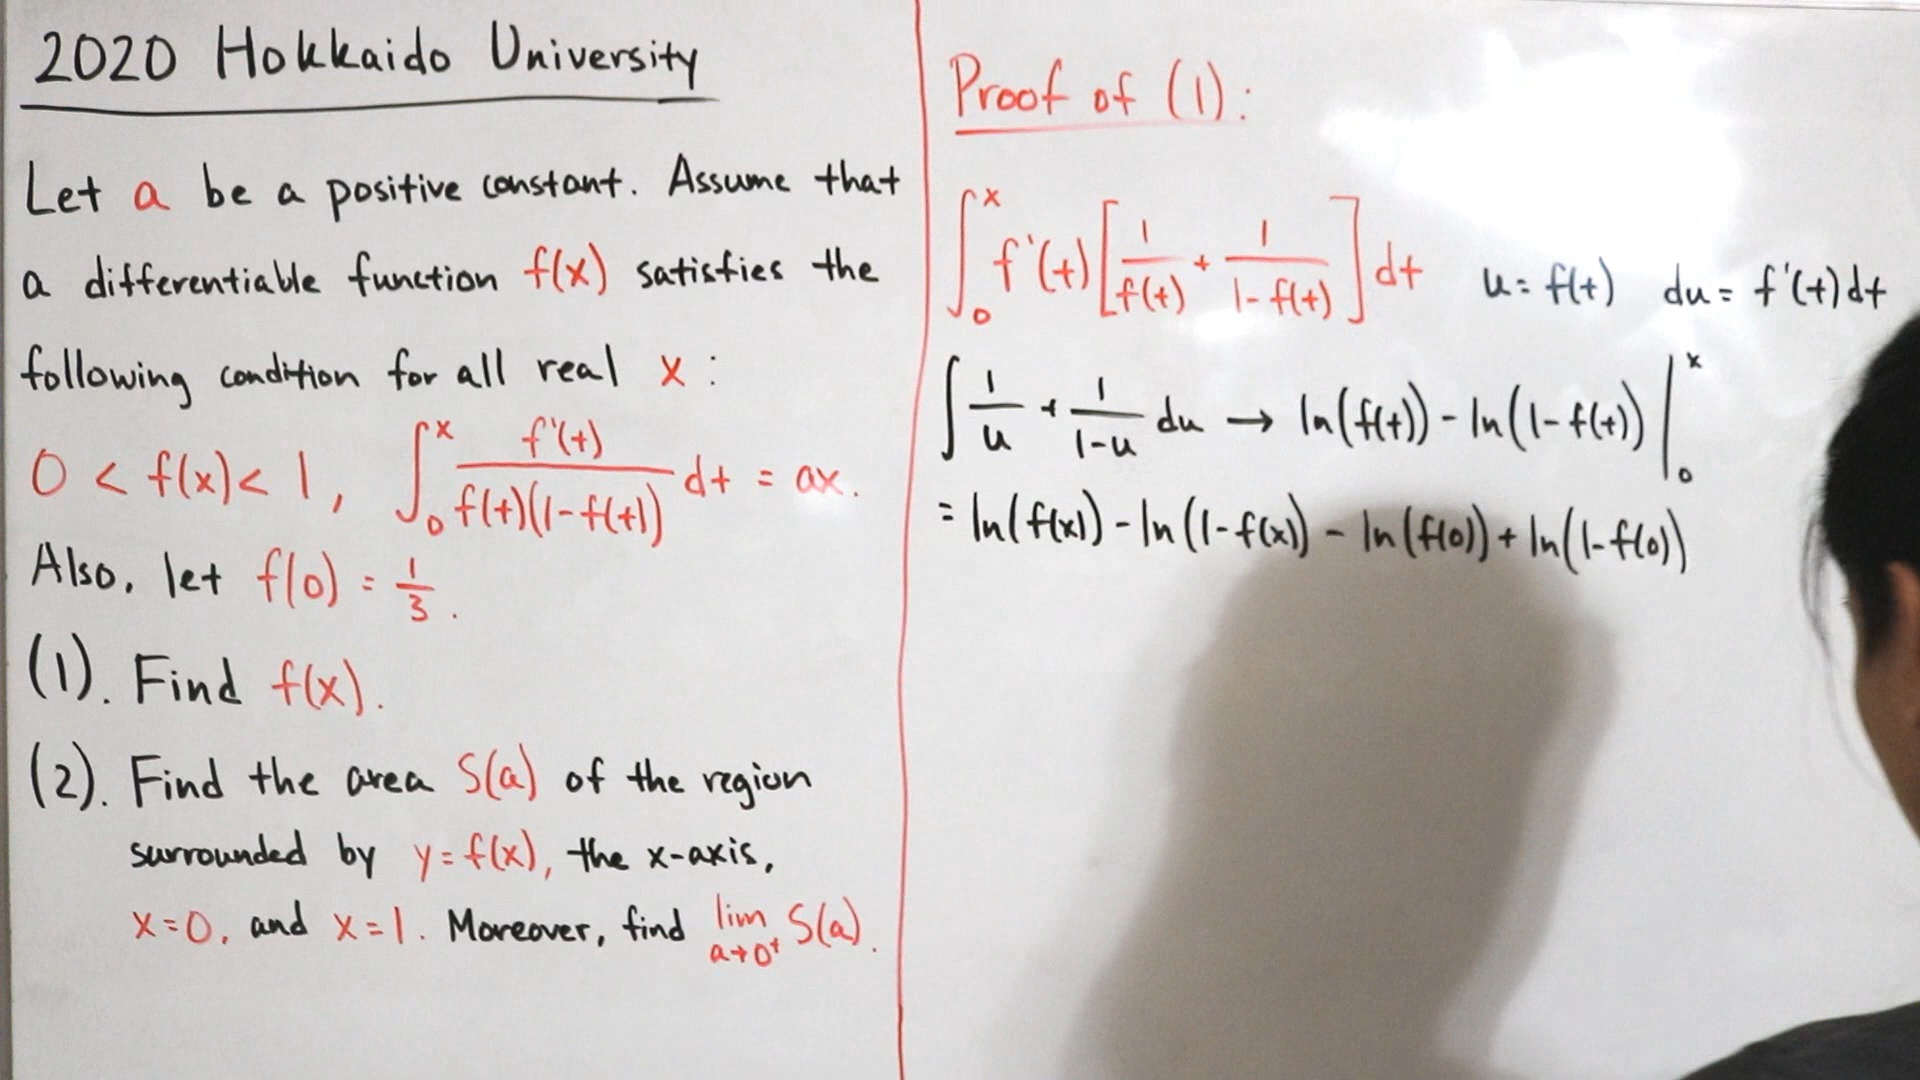 2020 Hokkaido University
Let a be a positive constant. Assume that
a differentiable function f(x) satisfies the
following condition for all real x :
0 < f(x) < 1, ∫₀ˣ f'(t) / f(t)(1-f(t)) dt = ax.
Also, let f(0) = 1/3.
(1). Find f(x).
(2). Find the area S(a) of the region
surrounded by y=f(x), the x-axis,
x=0, and x=1. Moreover, find lim a→0⁺ S(a).
Proof of (1):
∫₀ˣ f'(t) [1/f(t) + 1/(1-f(t))] dt u = f(t) du = f'(t)dt
∫ 1/u + 1/(1-u) du → ln(f(t)) - ln(1-f(t)) |₀ˣ
= ln(f(x)) - ln(1-f(x)) - ln(f(0)) + ln(1-f(0))